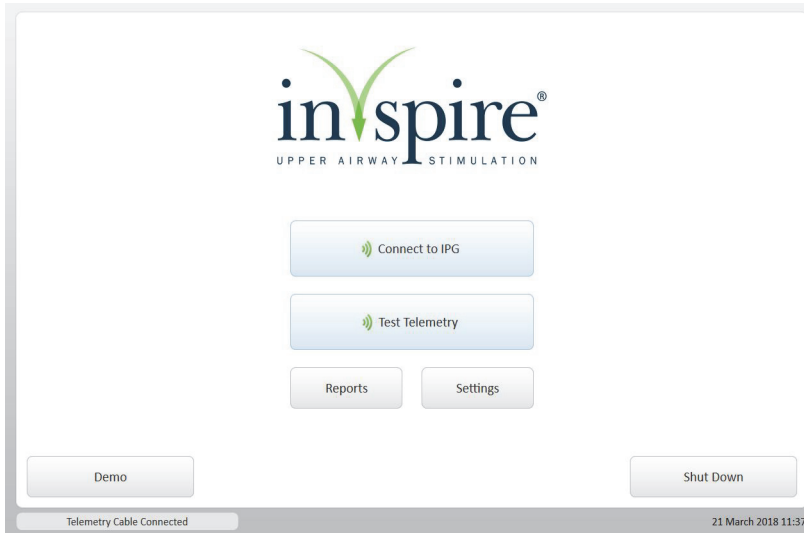 inspire®
UPPER AIRWAY STIMULATION
Connect to IPG
Test Telemetry
Reports Settings
Demo Shut Down
Telemetry Cable Connected 21 March 2018 11:37